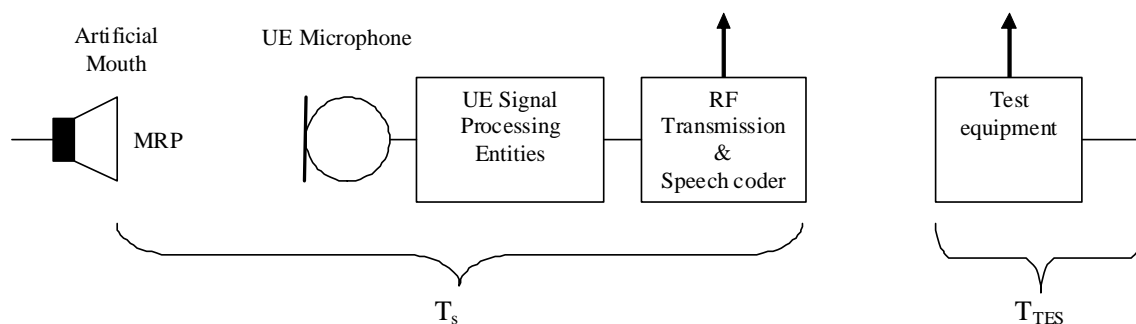 Artificial
Mouth
MRP
UE Microphone
UE Signal
Processing
Entities
RF
Transmission
&
Speech coder
Test
equipment
Ts
TTES